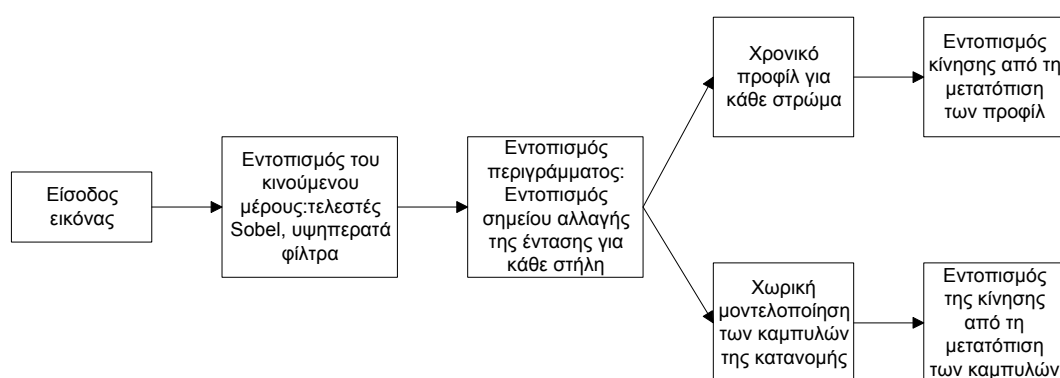 Είσοδος
εικόνας
Εντοπισμός του
κινούμενου
μέρους:τελεστές
Sobel, υψηπερατά
φίλτρα
Εντοπισμός
περιγράμματος:
Εντοπισμός
σημείου αλλαγής
της έντασης για
κάθε στήλη
Χρονικό
προφίλ για
κάθε στρώμα
Εντοπισμός
κίνησης από τη
μετατόπιση
των προφίλ
Χωρική
μοντελοποίηση
των καμπυλών
της κατανομής
Εντοπισμός
της κίνησης
από τη
μετατόπιση
των καμπυλών